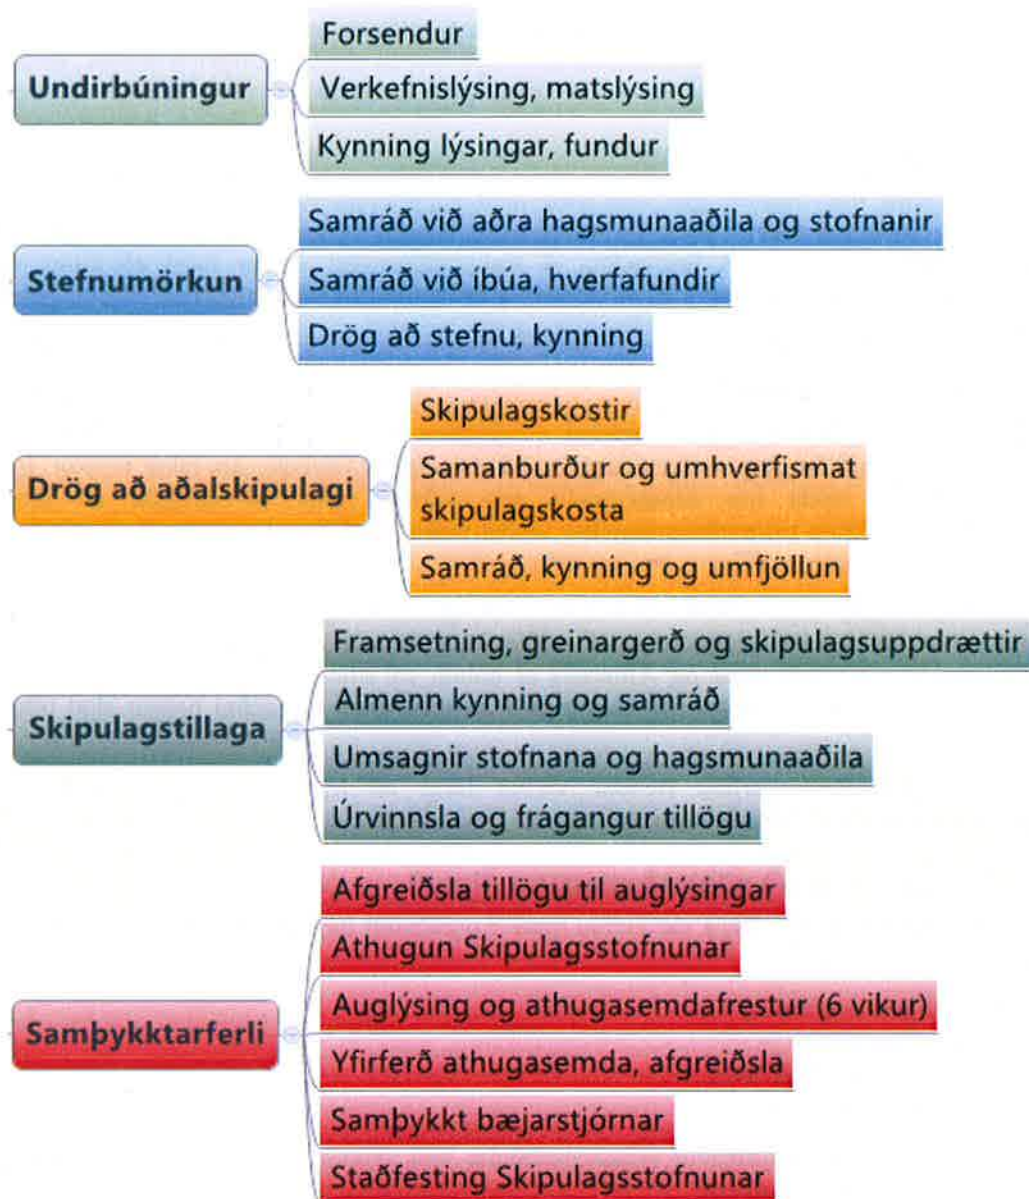 Undirbúningur
Forsendur
Verkefnislýsing, matslýsing
Kynning lýsingar, fundur
Stefnumörkun
Samráð við aðra hagsmunaaðila og stofnanir
Samráð við íbúa, hverfafundir
Drög að stefnu, kynning
Drög að aðalskipulagi
Skipulagskostir
Samanburður og umhverfismat
skipulagskosta
Samráð, kynning og umfjöllun
Skipulagstillaga
Framsetning, greinargerð og skipulagsuppdrættir
Almenn kynning og samráð
Umsagnir stofnana og hagsmunaaðila
Úrvinnsla og frágangur tillögu
Samþykktarferli
Afgreiðsla tillögu til auglýsingar
Athugun Skipulagsstofnunar
Auglýsing og athugasemdafrestur (6 vikur)
Yfirferð athugasemda, afgreiðsla
Samþykkt bæjarstjórnar
Staðfesting Skipulagsstofnunar